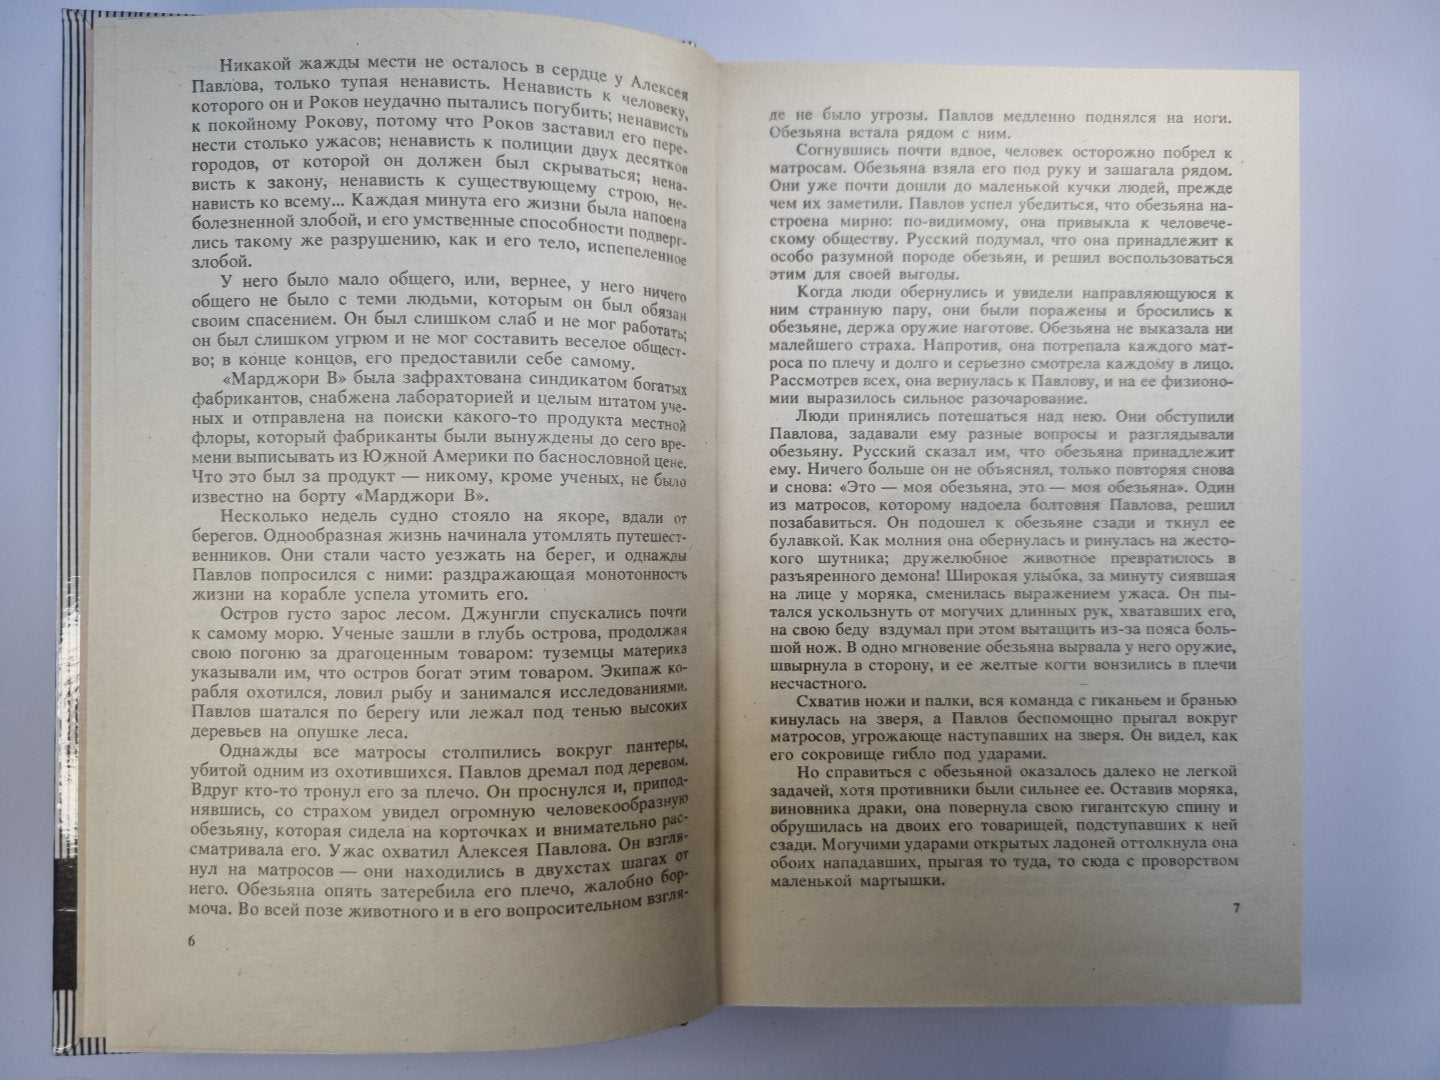 Никакой жажды мести не осталось в сердце у Алексея
Павлова, только тупая ненависть. Ненависть к человеку,
которого он и Роков неудачно пытались погубить; ненависть
к покойному Рокову, потому что Роков заставил его пере-
нести столько ужасов; ненависть к полиции двух десятков
городов, от которой он должен был скрываться; нена-
висть к закону, ненависть к существующему строю, не-
нависть ко всему... Каждая минута его жизни была напоена
болезненной злобой, и его умственные способности подверг-
лись такому же разрушению, как и его тело, испепеленное
злобой.
У него было мало общего, или, вернее, у него ничего
общего не было с теми людьми, которым он был обязан
своим спасением. Он был слишком слаб и не мог работать;
он был слишком угрюм и не мог составить веселое общест-
во; в конце концов, его предоставили себе самому.
«Марджори В» была зафрахтована синдикатом богатых
фабрикантов, снабжена лабораторией и целым штатом уче-
ных и отправлена на поиски какого-то продукта местной
флоры, который фабриканты были вынуждены до сего вре-
мени выписывать из Южной Америки по баснословной цене.
Что это был за продукт — никому, кроме ученых, не было
известно на борту «Марджори В».
Несколько недель судно стояло на якоре, вдали от
берегов. Однообразная жизнь начинала утомлять путешест-
венников. Они стали часто уезжать на берег, и однажды
Павлов попросился с ними: раздражающая монотонность
жизни на корабле успела утомить его.
Остров густо зарос лесом. Джунгли спускались почти
к самому морю. Ученые зашли в глубь острова, продолжая
свою погоню за драгоценным товаром: туземцы материка
указывали им, что остров богат этим товаром. Экипаж ко-
рабля охотился, ловил рыбу и занимался исследованиями.
Павлов шатался по берегу или лежал под тенью высоких
деревьев на опушке леса.
Однажды все матросы столпились вокруг пантеры,
убитой одним из охотившихся. Павлов дремал под деревом.
Вдруг кто-то тронул его за плечо. Он проснулся и, припод-
нявшись, со страхом увидел огромную человекообразную
обезьяну, которая сидела на корточках и внимательно рас-
сматривала его. Ужас охватил Алексея Павлова. Он взгля-
нул на матросов — они находились в двухстах шагах от
него. Обезьяна опять затеребила его плечо, жалобно бор-
моча. Во всей позе животного и в его вопросительном взгля-
6
де не было угрозы. Павлов медленно поднялся на ноги.
Обезьяна встала рядом с ним.
Согнувшись почти вдвое, человек осторожно побрел к
матросам. Обезьяна взяла его под руку и зашагала рядом.
Они уже почти дошли до маленькой кучки людей, прежде
чем их заметили. Павлов успел убедиться, что обезьяна на-
строена мирно: по-видимому, она привыкла к человече-
скому обществу. Русский подумал, что она принадлежит к
особо разумной породе обезьян, и решил воспользоваться
этим для своей выгоды.
Когда люди обернулись и увидели направляющуюся к
ним странную пару, они были поражены и бросились к
обезьяне, держа оружие наготове. Обезьяна не выказала ни
малейшего страха. Напротив, она потрепала каждого мат-
роса по плечу и долго и серьезно смотрела каждому в лицо.
Рассмотрев всех, она вернулась к Павлову, и на ее физионо-
мии выразилось сильное разочарование.
Люди принялись потешаться над нею. Они обступили
Павлова, задавали ему разные вопросы и разглядывали
обезьяну. Русский сказал им, что обезьяна принадлежит
ему. Ничего больше он не объяснял, только повторяя снова
и снова: «Это — моя обезьяна, это — моя обезьяна». Один
из матросов, которому надоела болтовня Павлова, решил
позабавиться. Он подошел к обезьяне сзади и ткнул ее
булавкой. Как молния она обернулась и ринулась на жесто-
кого шутника; дружелюбное животное превратилось в
разъяренного демона! Широкая улыбка, за минуту сиявшая
на лице у моряка, сменилась выражением ужаса. Он пы-
тался ускользнуть от могучих длинных рук, хватавших его,
на свою беду вздумал при этом вытащить из-за пояса боль-
шой нож. В одно мгновение обезьяна вырвала у него оружие,
швырнула в сторону, и ее желтые когти вонзились в плечи
несчастного.
Схватив ножи и палки, вся команда с гиканьем и бранью
кинулась на зверя, а Павлов беспомощно прыгал вокруг
матросов, угрожающе наступавших на зверя. Он видел, как
его сокровище гибло под ударами.
Но справиться с обезьяной оказалось далеко не легкой
задачей, хотя противники были сильнее ее. Оставив моряка,
виновника драки, она повернула свою гигантскую спину и
обрушилась на двоих его товарищей, подступавших к ней
сзади. Могучими ударами открытых ладоней оттолкнула она
обоих нападавших, прыгая то туда, то сюда с проворством
маленькой мартышки.
7